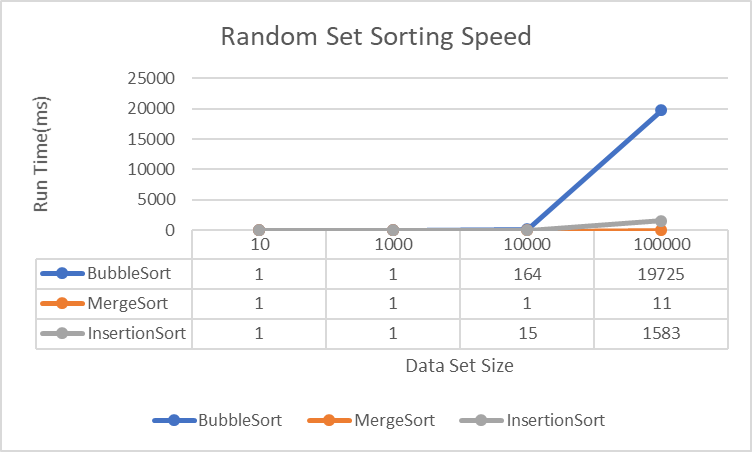 Random Set Sorting Speed
Run Time(ms)
25000
20000
15000
10000
5000
0
10 1000 10000 100000
BubbleSort 1 1 164 19725
MergeSort 1 1 1 11
InsertionSort 1 1 15 1583
Data Set Size
BubbleSort MergeSort InsertionSort